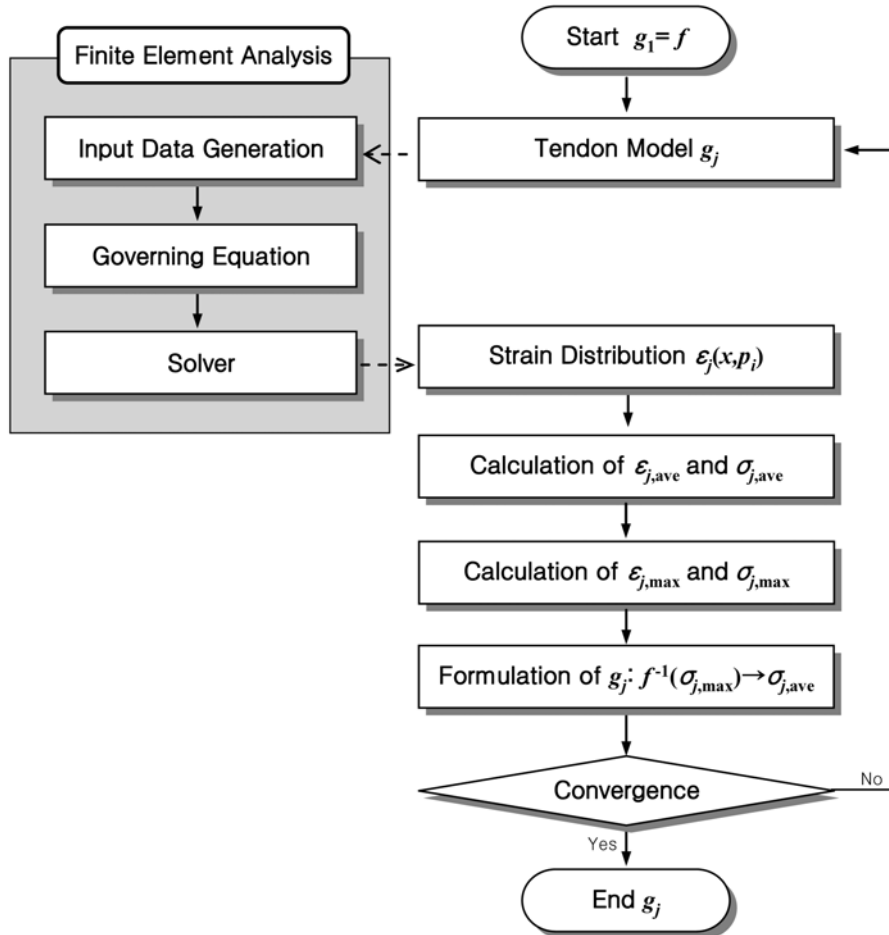 Start g₁= f
Finite Element Analysis
Input Data Generation
Tendon Model gⱼ
Governing Equation
Solver
Strain Distribution εⱼ(x,pᵢ)
Calculation of εⱼ,ave and σⱼ,ave
Calculation of εⱼ,max and σⱼ,max
Formulation of gⱼ: f⁻¹(σⱼ,max)→σⱼ,ave
Convergence
No
Yes
End gⱼ